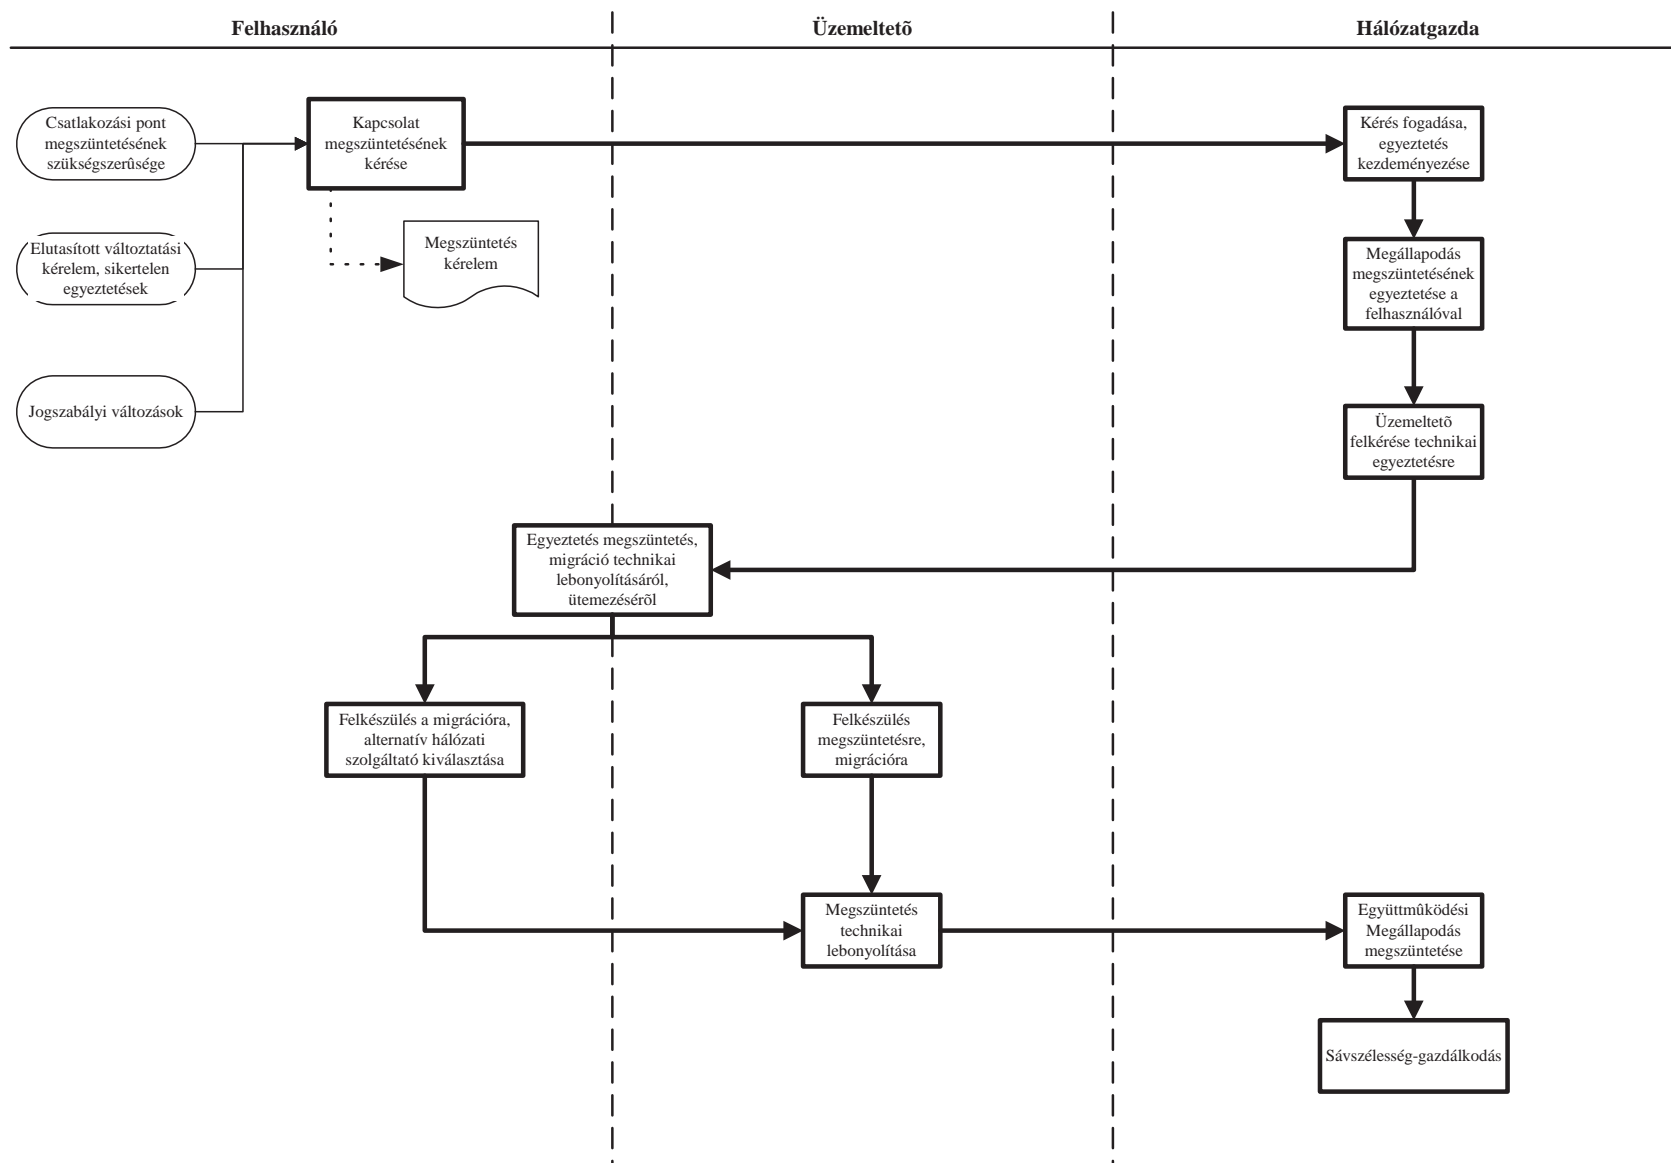 Felhasználó
Üzemeltetõ
Hálózatgazda
Csatlakozási pont
megszüntetésének
szükségszerûsége
Kapcsolat
megszüntetésének
kérése
Kérés fogadása,
egyeztetés
kezdeményezése
Elutasított változtatási
kérelem, sikertelen
egyeztetések
Megszüntetés
kérelem
Megállapodás
megszüntetésének
egyeztetése a
felhasználóval
Jogszabályi változások
Üzemeltetõ
felkérése technikai
egyeztetésre
Egyeztetés megszüntetés,
migráció technikai
lebonyolításáról,
ütemezésérõl
Felkészülés a migrációra,
alternatív hálózati
szolgáltató kiválasztása
Felkészülés
megszüntetésre,
migrációra
Megszüntetés
technikai
lebonyolítása
Együttmûködési
Megállapodás
megszüntetése
Sávszélesség-gazdálkodás